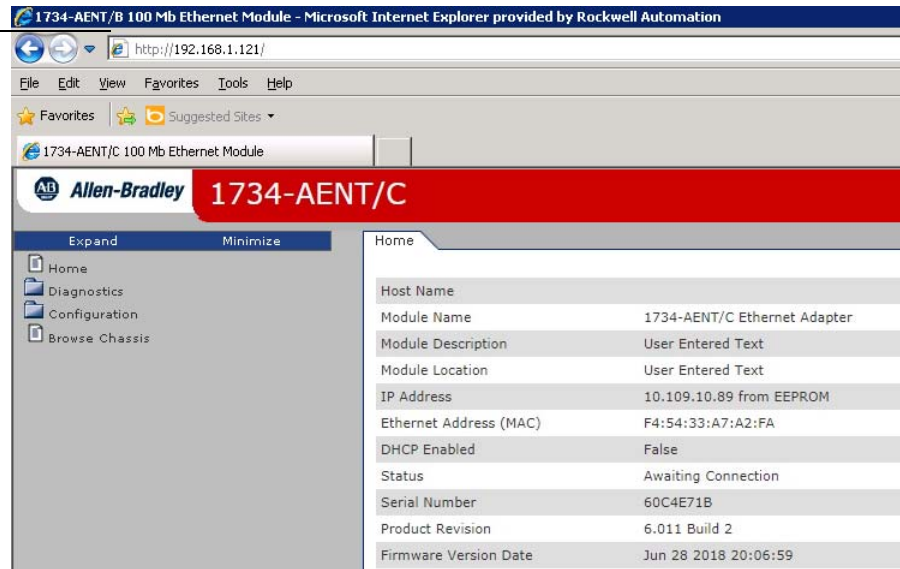 1734-AENT/B 100 Mb Ethernet Module - Microsoft Internet Explorer provided by Rockwell Automation
http://192.168.1.121/
File Edit View Favorites Tools Help
Favorites Suggested Sites
1734-AENT/C 100 Mb Ethernet Module
AB Allen-Bradley 1734-AENT/C
Expand Minimize
Home
Diagnostics
Configuration
Browse Chassis
Home
Host Name
Module Name 1734-AENT/C Ethernet Adapter
Module Description User Entered Text
Module Location User Entered Text
IP Address 10.109.10.89 from EEPROM
Ethernet Address (MAC) F4:54:33:A7:A2:FA
DHCP Enabled False
Status Awaiting Connection
Serial Number 60C4E71B
Product Revision 6.011 Build 2
Firmware Version Date Jun 28 2018 20:06:59